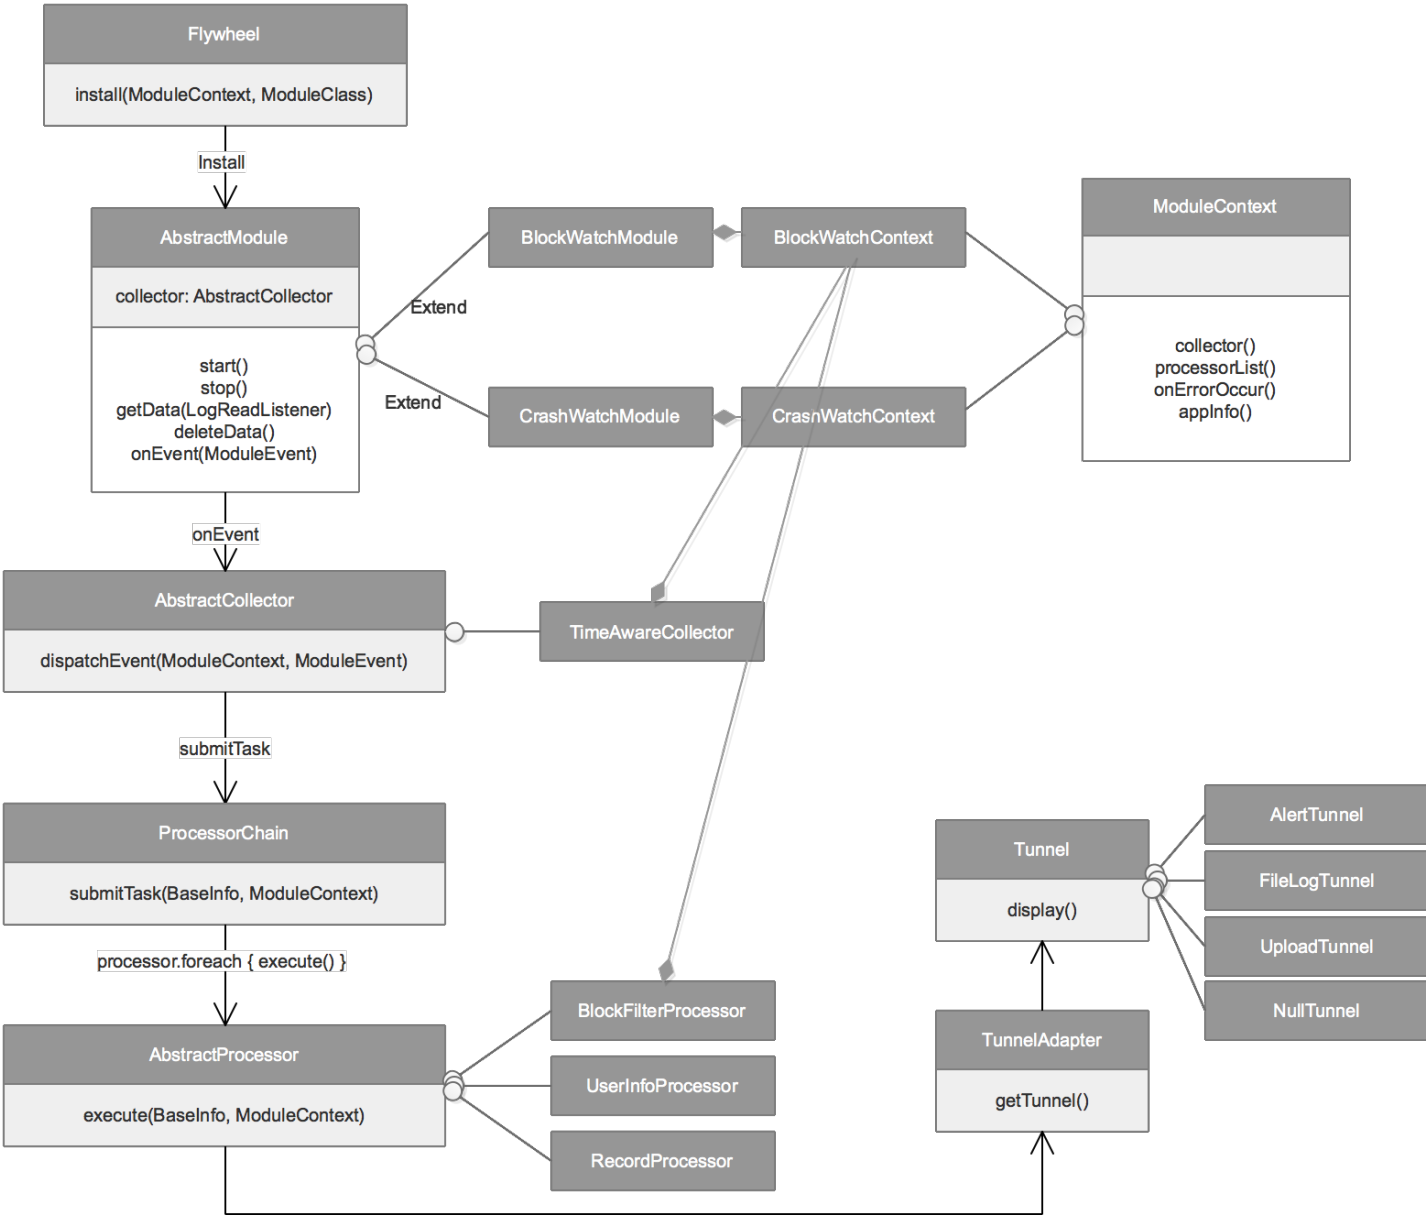 Flywheel
install(ModuleContext, ModuleClass)
Install
AbstractModule
collector: AbstractCollector
start()
stop()
getData(LogReadListener)
deleteData()
onEvent(ModuleEvent)
Extend
Extend
BlockWatchModule
BlockWatchContext
CrashWatchModule
CrashWatchContext
ModuleContext
collector()
processorList()
onErrorOccur()
appInfo()
onEvent
AbstractCollector
dispatchEvent(ModuleContext, ModuleEvent)
TimeAwareCollector
submitTask
ProcessorChain
submitTask(BaseInfo, ModuleContext)
processor.foreach { execute() }
AbstractProcessor
execute(BaseInfo, ModuleContext)
BlockFilterProcessor
UserInfoProcessor
RecordProcessor
Tunnel
display()
TunnelAdapter
getTunnel()
AlertTunnel
FileLogTunnel
UploadTunnel
NullTunnel